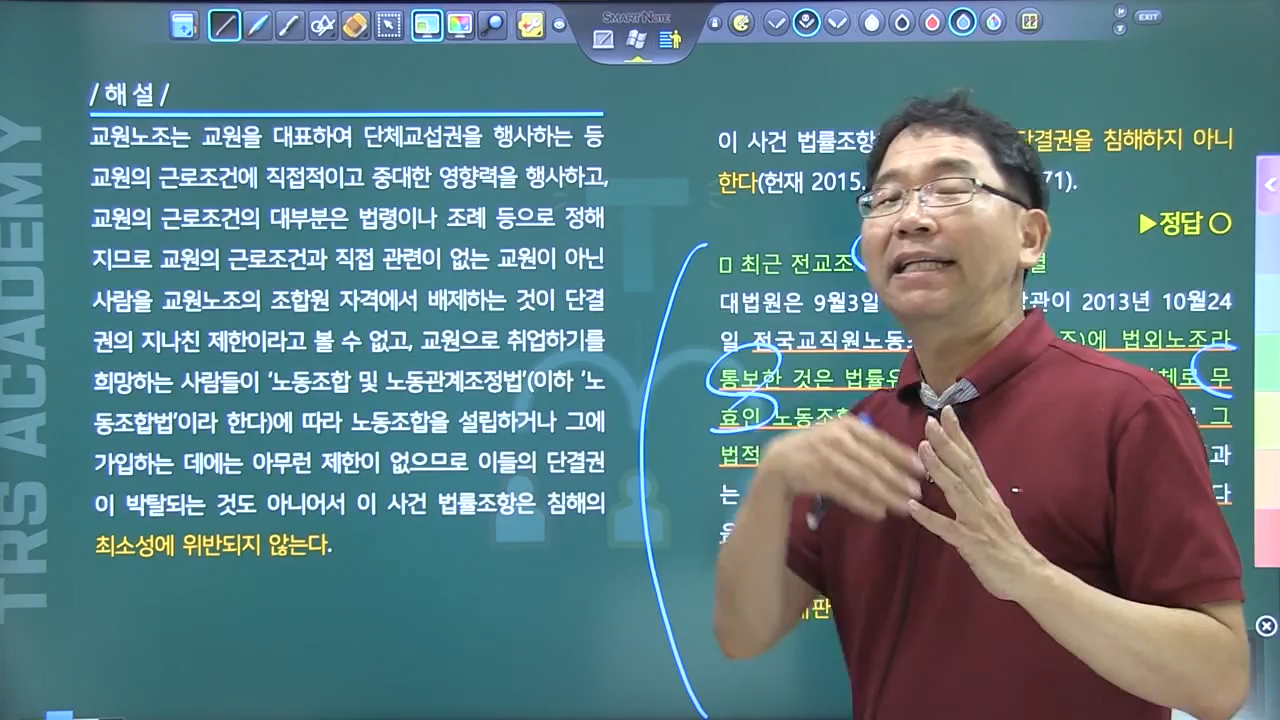 SMART NOTE
EXIT
TRS ACADEMY
/ 해 설 /
교원노조는 교원을 대표하여 단체교섭권을 행사하는 등
교원의 근로조건에 직접적이고 중대한 영향력을 행사하고,
교원의 근로조건의 대부분은 법령이나 조례 등으로 정해
지므로 교원의 근로조건과 직접 관련이 없는 교원이 아닌
사람을 교원노조의 조합원 자격에서 배제하는 것이 단결
권의 지나친 제한이라고 볼 수 없고, 교원으로 취업하기를
희망하는 사람들이 ‘노동조합 및 노동관계조정법’(이하 ‘노
동조합법’이라 한다)에 따라 노동조합을 설립하거나 그에
가입하는 데에는 아무런 제한이 없으므로 이들의 단결권
이 박탈되는 것도 아니어서 이 사건 법률조항은 침해의
최소성에 위반되지 않는다.
이 사건 법률조항 단결권을 침해하지 아니
한다(헌재 2015. 71).
▶정답 〇
최근 전교조
대법원은 9월3일 2013년 10월24
일 전국교직원노동 에 법외노조라
통보한 것은 법률 무
효인 노동조합 그
법적 과
는 다